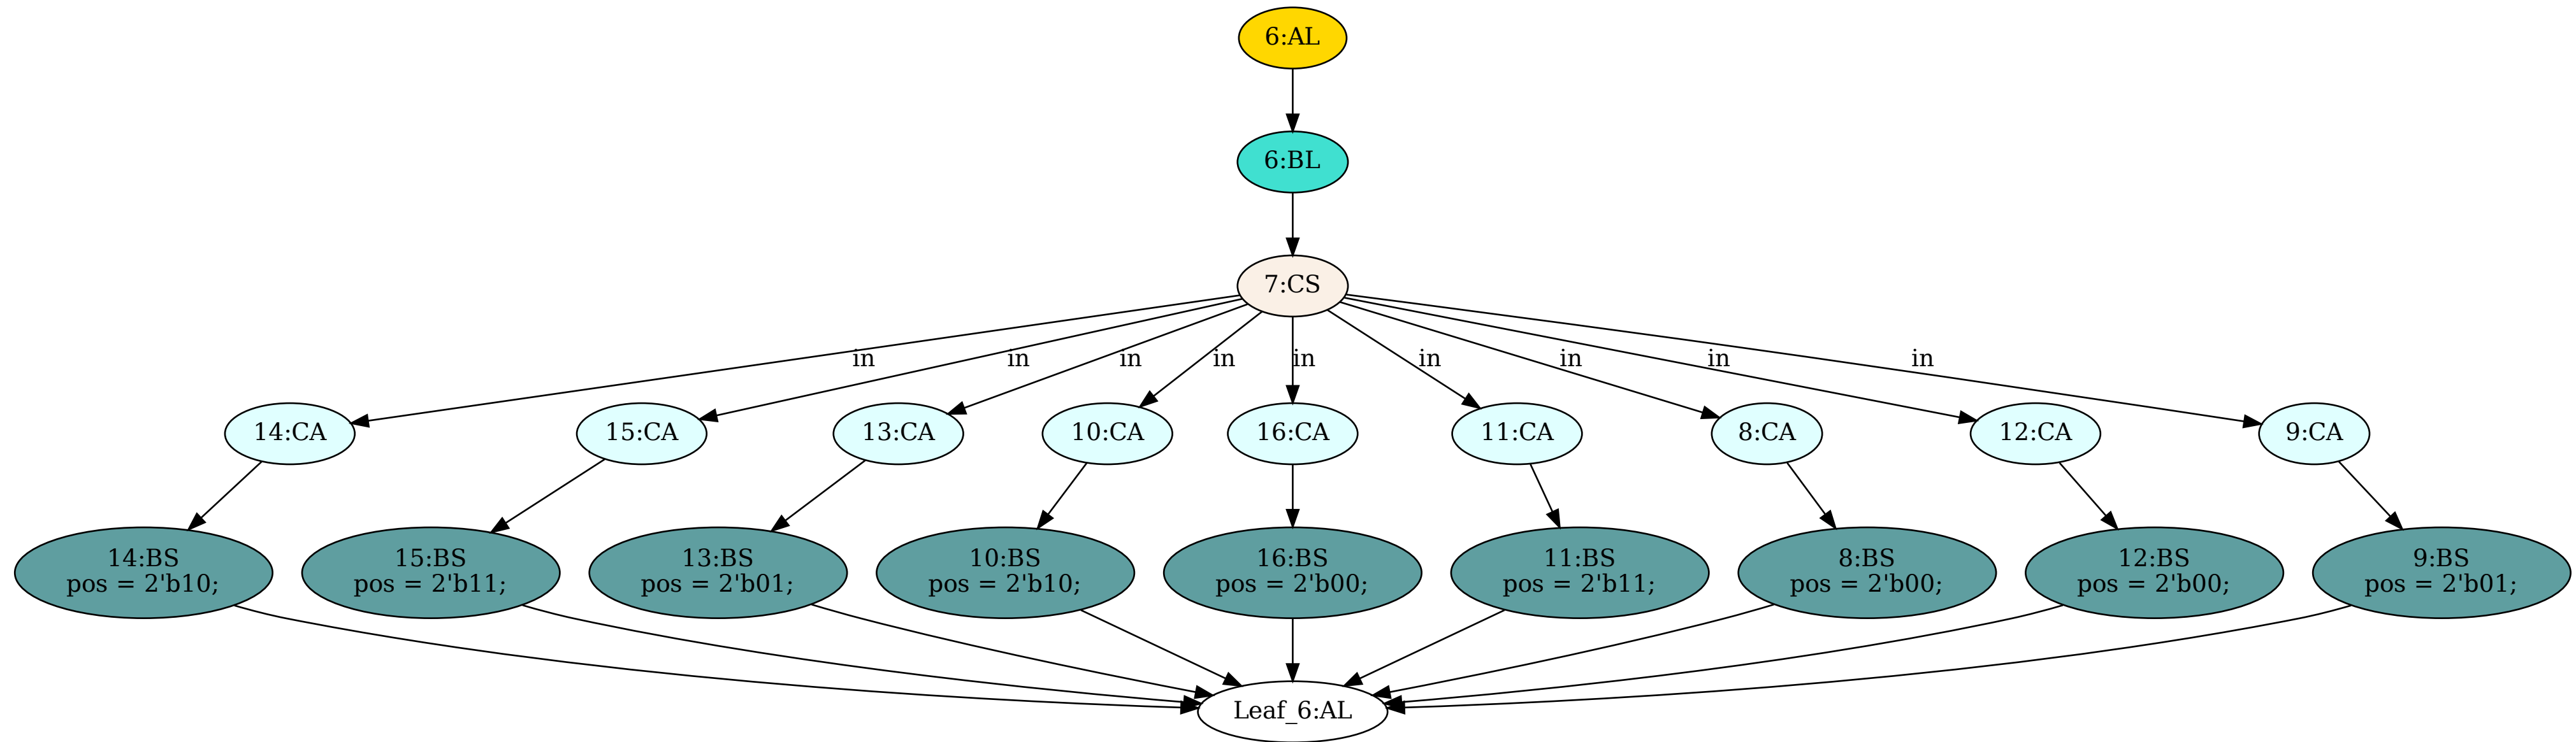 6:AL
6:BL
7:CS
in
in
in
in
in
in
in
in
in
14:CA
15:CA
13:CA
10:CA
16:CA
11:CA
8:CA
12:CA
9:CA
14:BS
pos = 2'b10;
15:BS
pos = 2'b11;
13:BS
pos = 2'b01;
10:BS
pos = 2'b10;
16:BS
pos = 2'b00;
11:BS
pos = 2'b11;
8:BS
pos = 2'b00;
12:BS
pos = 2'b00;
9:BS
pos = 2'b01;
Leaf_6:AL